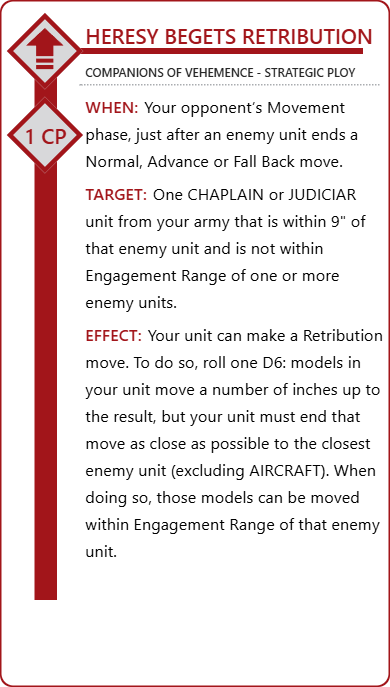 HERESY BEGETS RETRIBUTION
COMPANIONS OF VEHEMENCE - STRATEGIC PLOY
1 CP
WHEN: Your opponent’s Movement
phase, just after an enemy unit ends a
Normal, Advance or Fall Back move.
TARGET: One CHAPLAIN or JUDICIAR
unit from your army that is within 9" of
that enemy unit and is not within
Engagement Range of one or more
enemy units.
EFFECT: Your unit can make a Retribution
move. To do so, roll one D6: models in
your unit move a number of inches up to
the result, but your unit must end that
move as close as possible to the closest
enemy unit (excluding AIRCRAFT). When
doing so, those models can be moved
within Engagement Range of that enemy
unit.